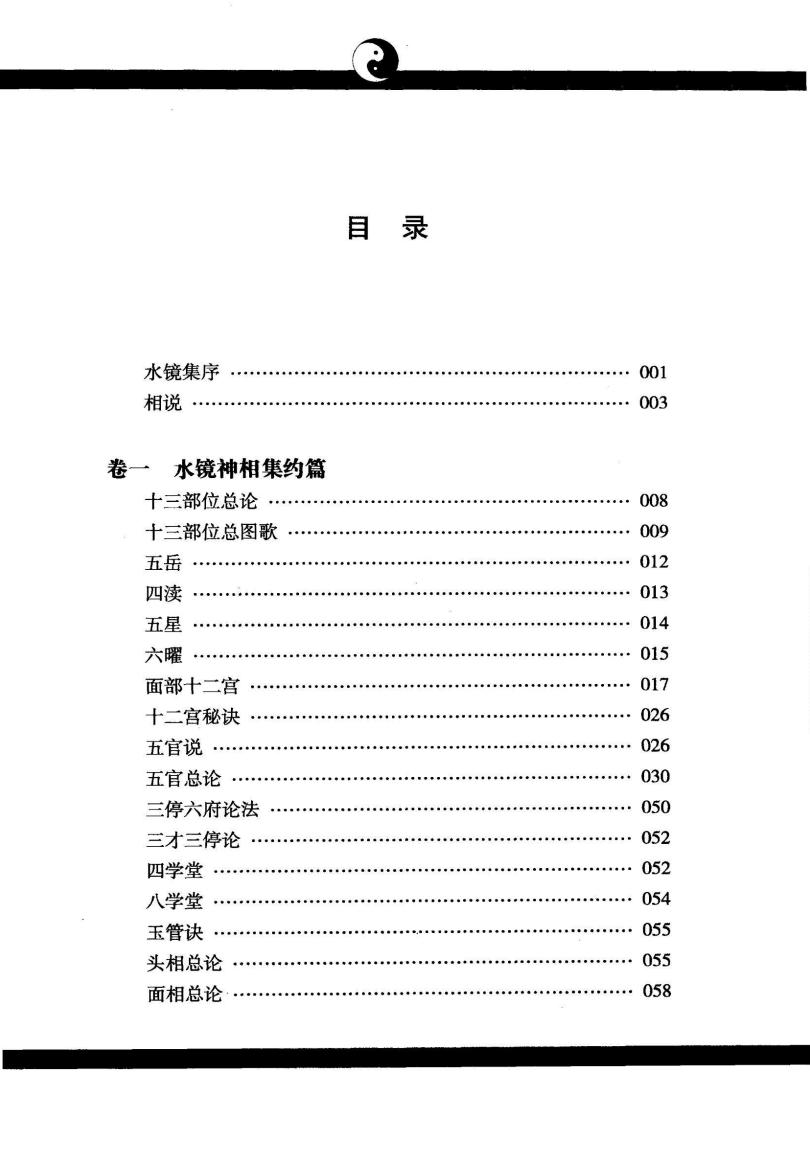 目 录
水镜集序 …………………………………………………… 001
相说 …………………………………………………… 003
卷一 水镜神相集约篇
十三部位总论 …………………………………………………… 008
十三部位总图歌 …………………………………………………… 009
五岳 …………………………………………………… 012
四渎 …………………………………………………… 013
五星 …………………………………………………… 014
六曜 …………………………………………………… 015
面部十二宫 …………………………………………………… 017
十二宫秘诀 …………………………………………………… 026
五官说 …………………………………………………… 026
五官总论 …………………………………………………… 030
三停六府论法 …………………………………………………… 050
三才三停论 …………………………………………………… 052
四学堂 …………………………………………………… 052
八学堂 …………………………………………………… 054
玉管诀 …………………………………………………… 055
头相总论 …………………………………………………… 055
面相总论 …………………………………………………… 058